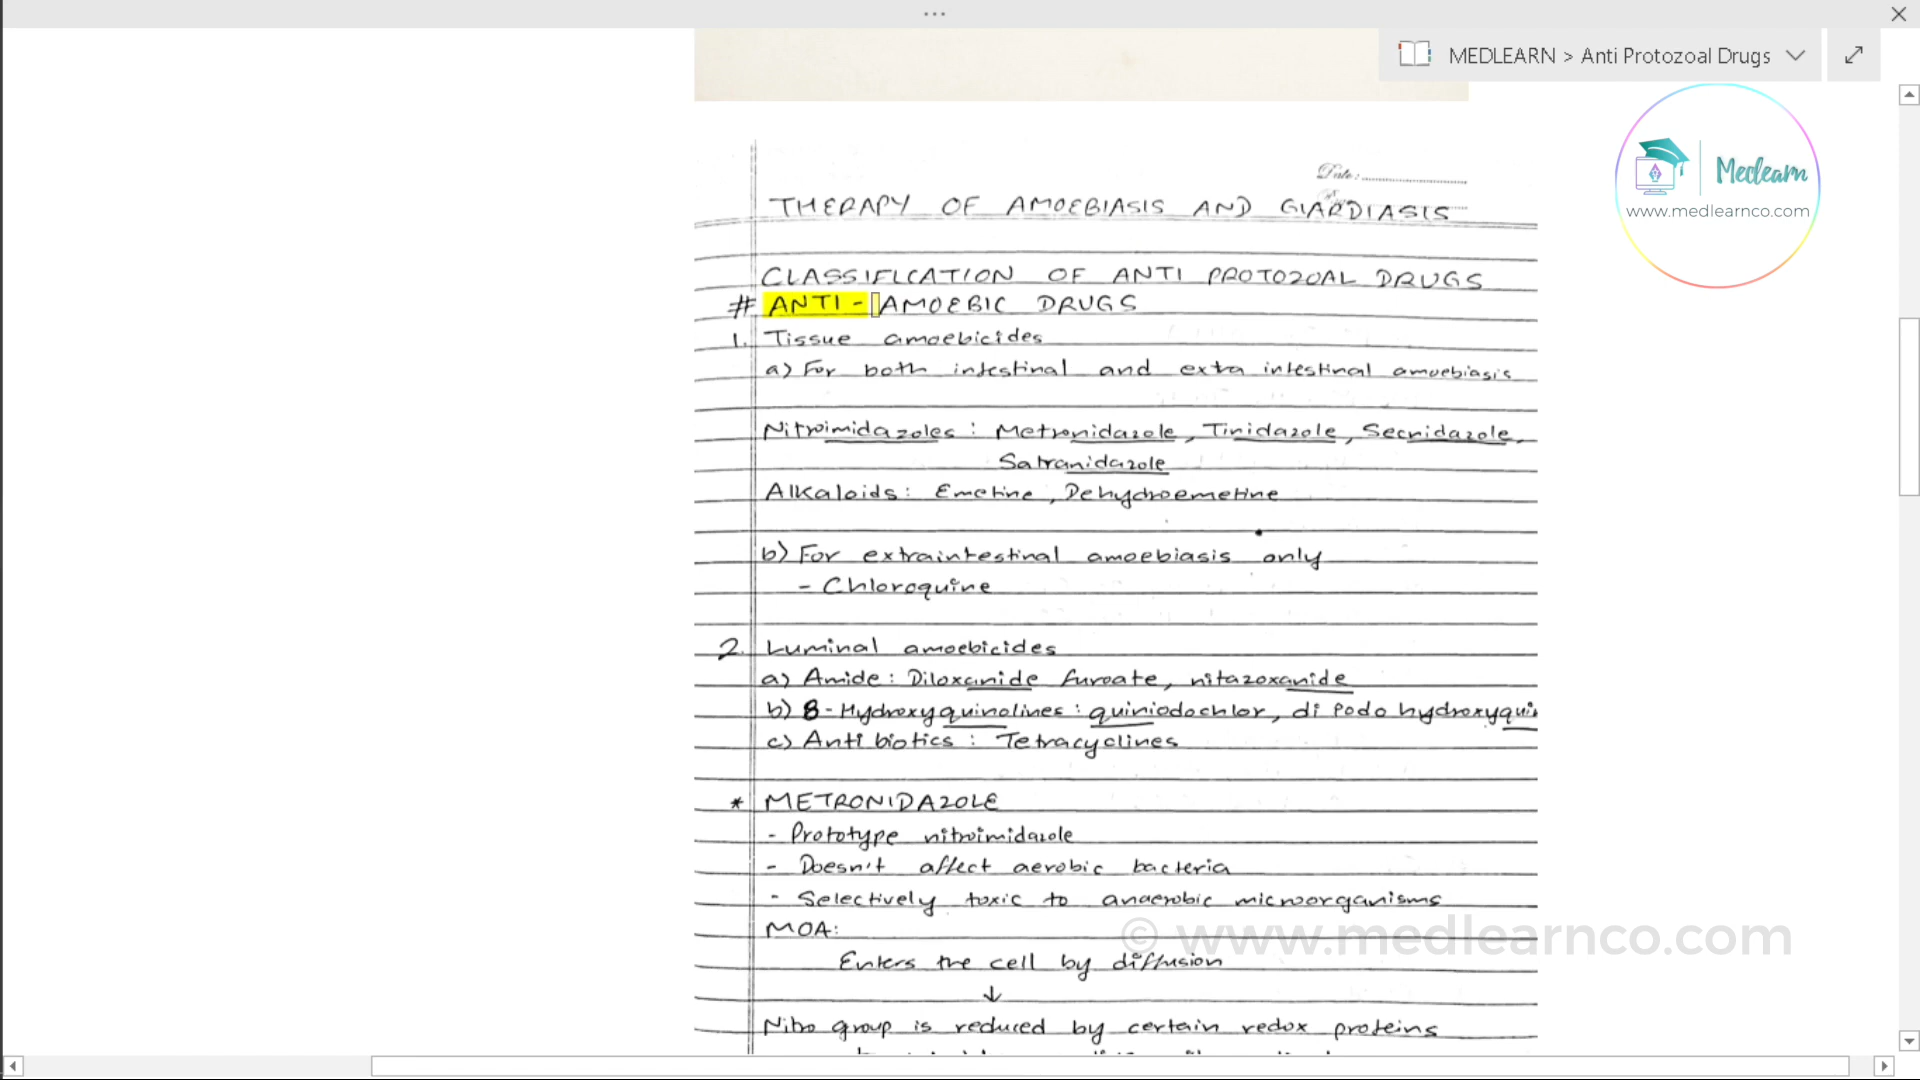 MEDLEARN > Anti Protozoal Drugs
Medlearn
www.medlearnco.com
Date:
THERAPY OF AMOEBIASIS AND GIARDIASIS
CLASSIFICATION OF ANTI PROTOZOAL DRUGS
# ANTI - AMOEBIC DRUGS
1. Tissue amoebicides
a) For both intestinal and extra intestinal amoebiasis
Nitroimidazoles : Metronidazole, Tinidazole, Secnidazole,
Satranidazole
Alkaloids : Emetine, Dehydroemetine
b) For extraintestinal amoebiasis only
- Chloroquine
2. Luminal amoebicides
a) Amide : Diloxanide furoate, nitazoxanide
b) 8 - Hydroxyquinolines : quiniodochlor, di iodo hydroxyqui
c) Antibiotics : Tetracyclines
* METRONIDAZOLE
- Prototype nitroimidazole
- Doesn't affect aerobic bacteria
- Selectively toxic to anaerobic microorganisms
© www.medlearnco.com
MOA:
Enters the cell by diffusion
↓
Nitro group is reduced by certain redox proteins